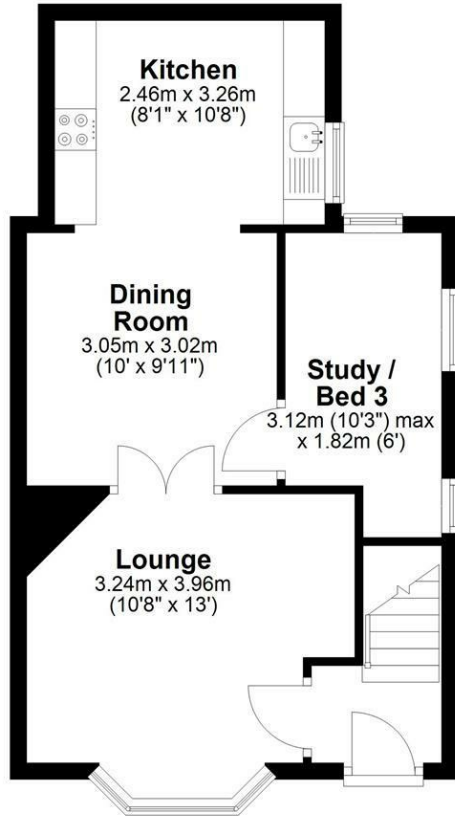 Kitchen
2.46m x 3.26m
(8'1" x 10'8")
Dining
Room
3.05m x 3.02m
(10' x 9'11")
Study /
Bed 3
3.12m (10'3") max
x 1.82m (6')
Lounge
3.24m x 3.96m
(10'8" x 13')